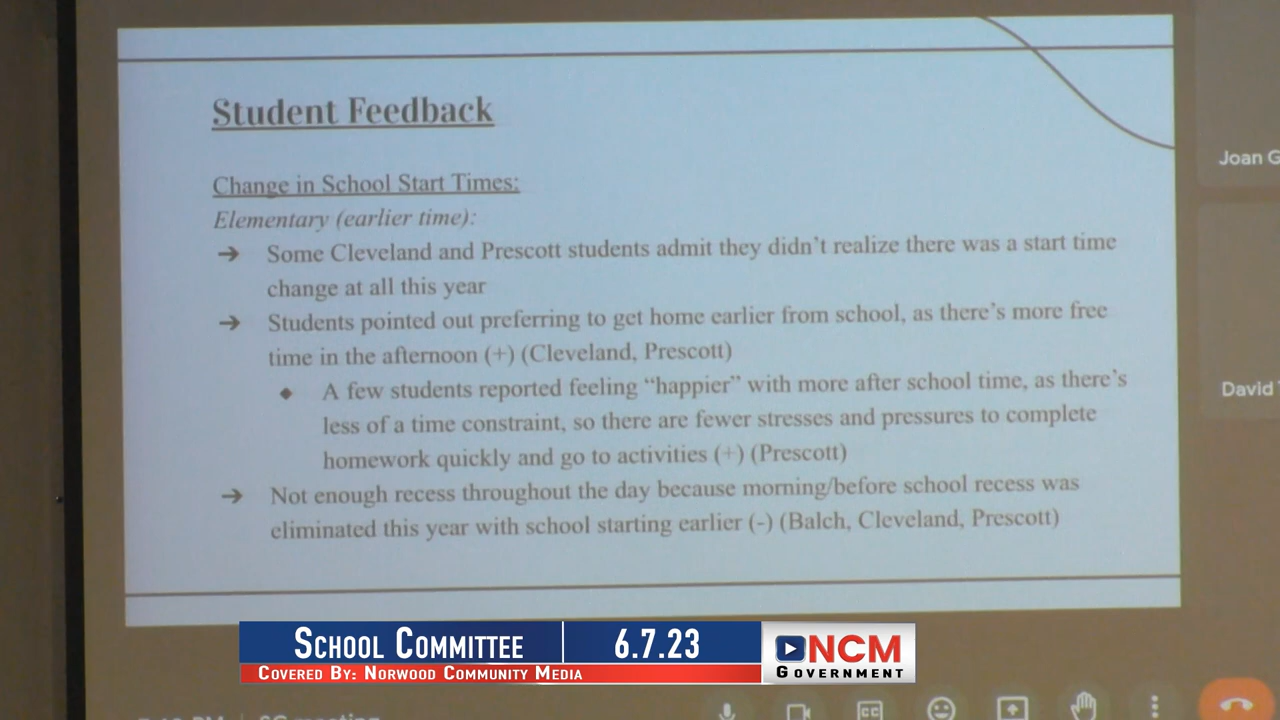 Student Feedback
Change in School Start Times:
Elementary (earlier time):
➔ Some Cleveland and Prescott students admit they didn't realize there was a start time
change at all this year
➔ Students pointed out preferring to get home earlier from school, as there's more free
time in the afternoon (+) (Cleveland, Prescott)
◆ A few students reported feeling "happier" with more after school time, as there's
less of a time constraint, so there are fewer stresses and pressures to complete
homework quickly and go to activities (+) (Prescott)
➔ Not enough recess throughout the day because morning/before school recess was
eliminated this year with school starting earlier (-) (Balch, Cleveland, Prescott)
Joan G
David
School Committee 6.7.23
Covered By: Norwood Community Media
NCM
Government
CC
PM | SC meeting